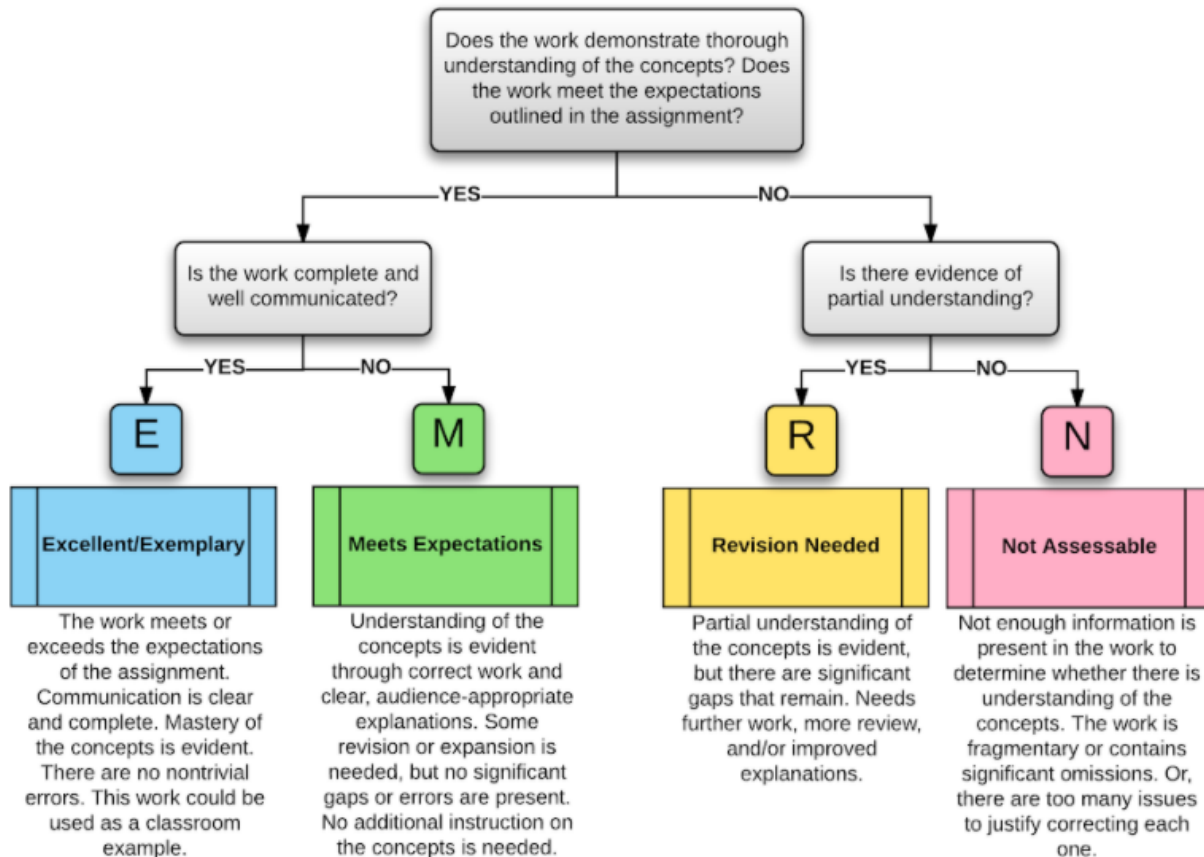 Does the work demonstrate thorough
understanding of the concepts? Does
the work meet the expectations
outlined in the assignment?
YES
NO
Is the work complete and
well communicated?
Is there evidence of
partial understanding?
YES
NO
YES
NO
E
M
R
N
Excellent/Exemplary
Meets Expectations
Revision Needed
Not Assessable
The work meets or
exceeds the expectations
of the assignment.
Communication is clear
and complete. Mastery of
the concepts is evident.
There are no nontrivial
errors. This work could be
used as a classroom
example.
Understanding of the
concepts is evident
through correct work and
clear, audience-appropriate
explanations. Some
revision or expansion is
needed, but no significant
gaps or errors are present.
No additional instruction on
the concepts is needed.
Partial understanding of
the concepts is evident,
but there are significant
gaps that remain. Needs
further work, more review,
and/or improved
explanations.
Not enough information is
present in the work to
determine whether there is
understanding of the
concepts. The work is
fragmentary or contains
significant omissions. Or,
there are too many issues
to justify correcting each
one.